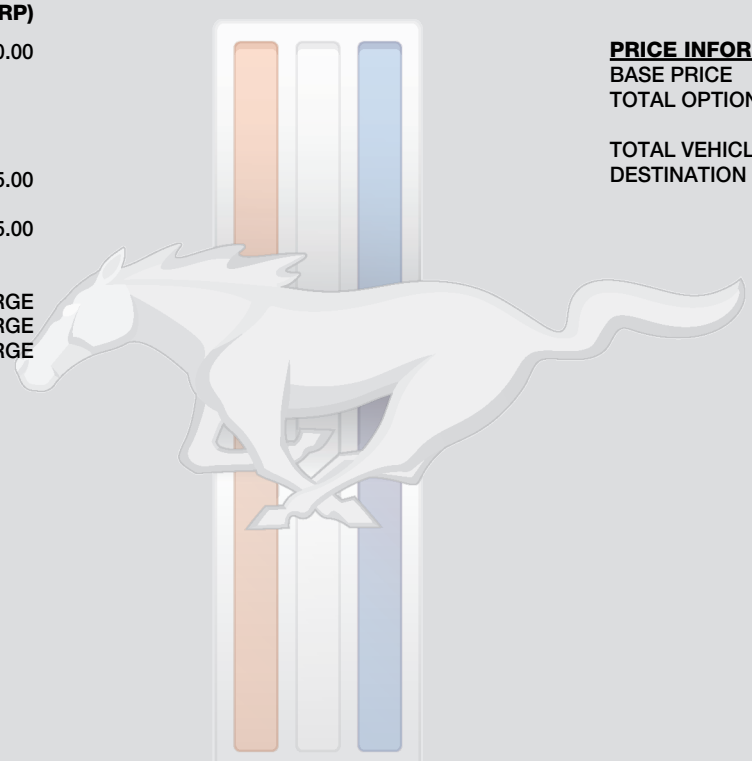 RP)
0.00
5.00
5.00
RGE
RGE
RGE
PRICE INFOR
BASE PRICE
TOTAL OPTION
TOTAL VEHICL
DESTINATION